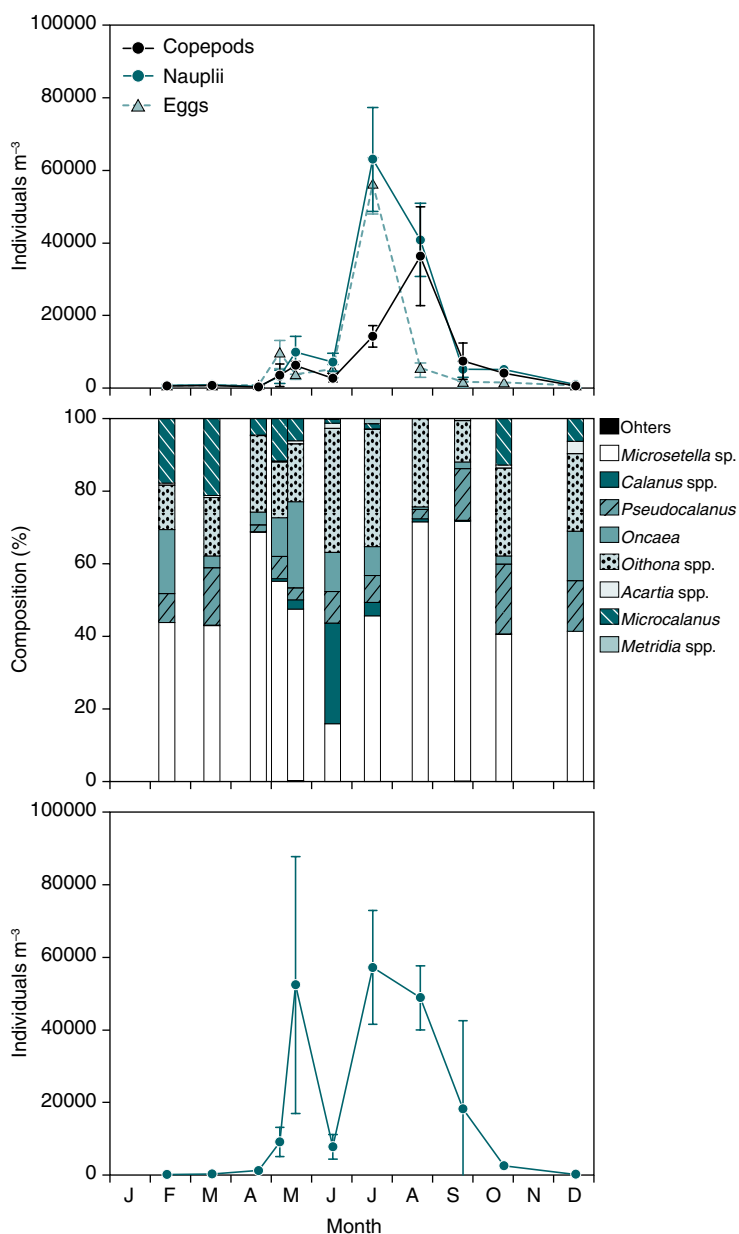 100000
80000
60000
40000
20000
0
Individuals m⁻³
Copepods
Nauplii
Eggs
100
80
60
40
20
0
Composition (%)
Ohters
Microsetella sp.
Calanus spp.
Pseudocalanus
Oncaea
Oithona spp.
Acartia spp.
Microcalanus
Metridia spp.
100000
80000
60000
40000
20000
0
Individuals m⁻³
J F M A M J J A S O N D
Month